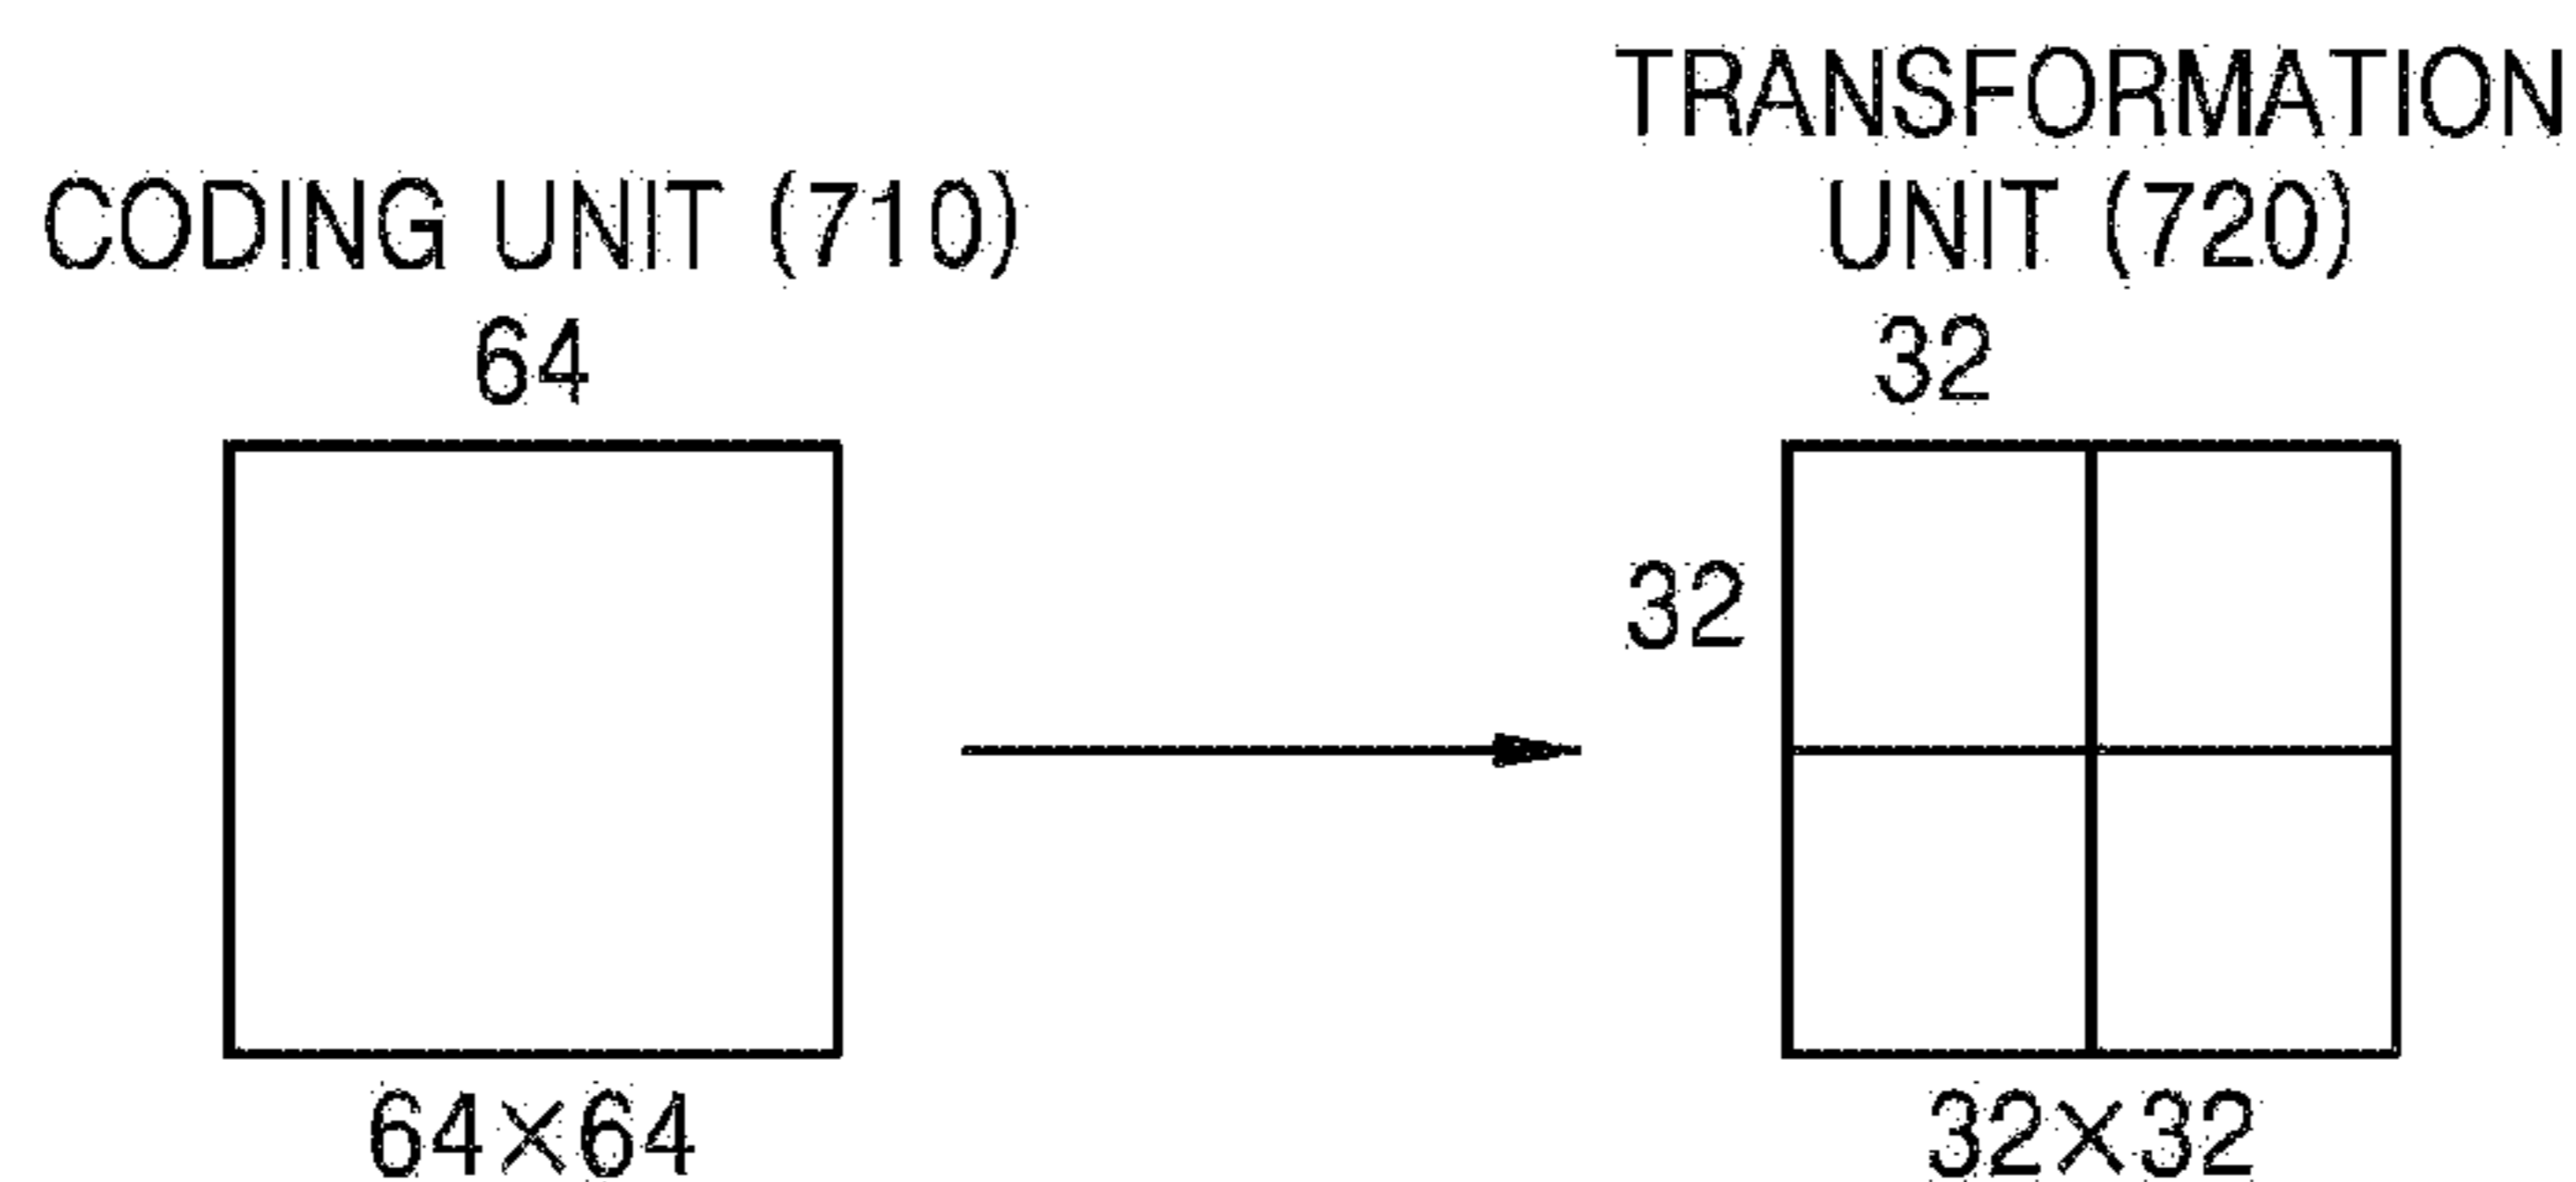 CODING UNIT (710)
64
64×64
TRANSFORMATION
UNIT (720)
32
32
32×32